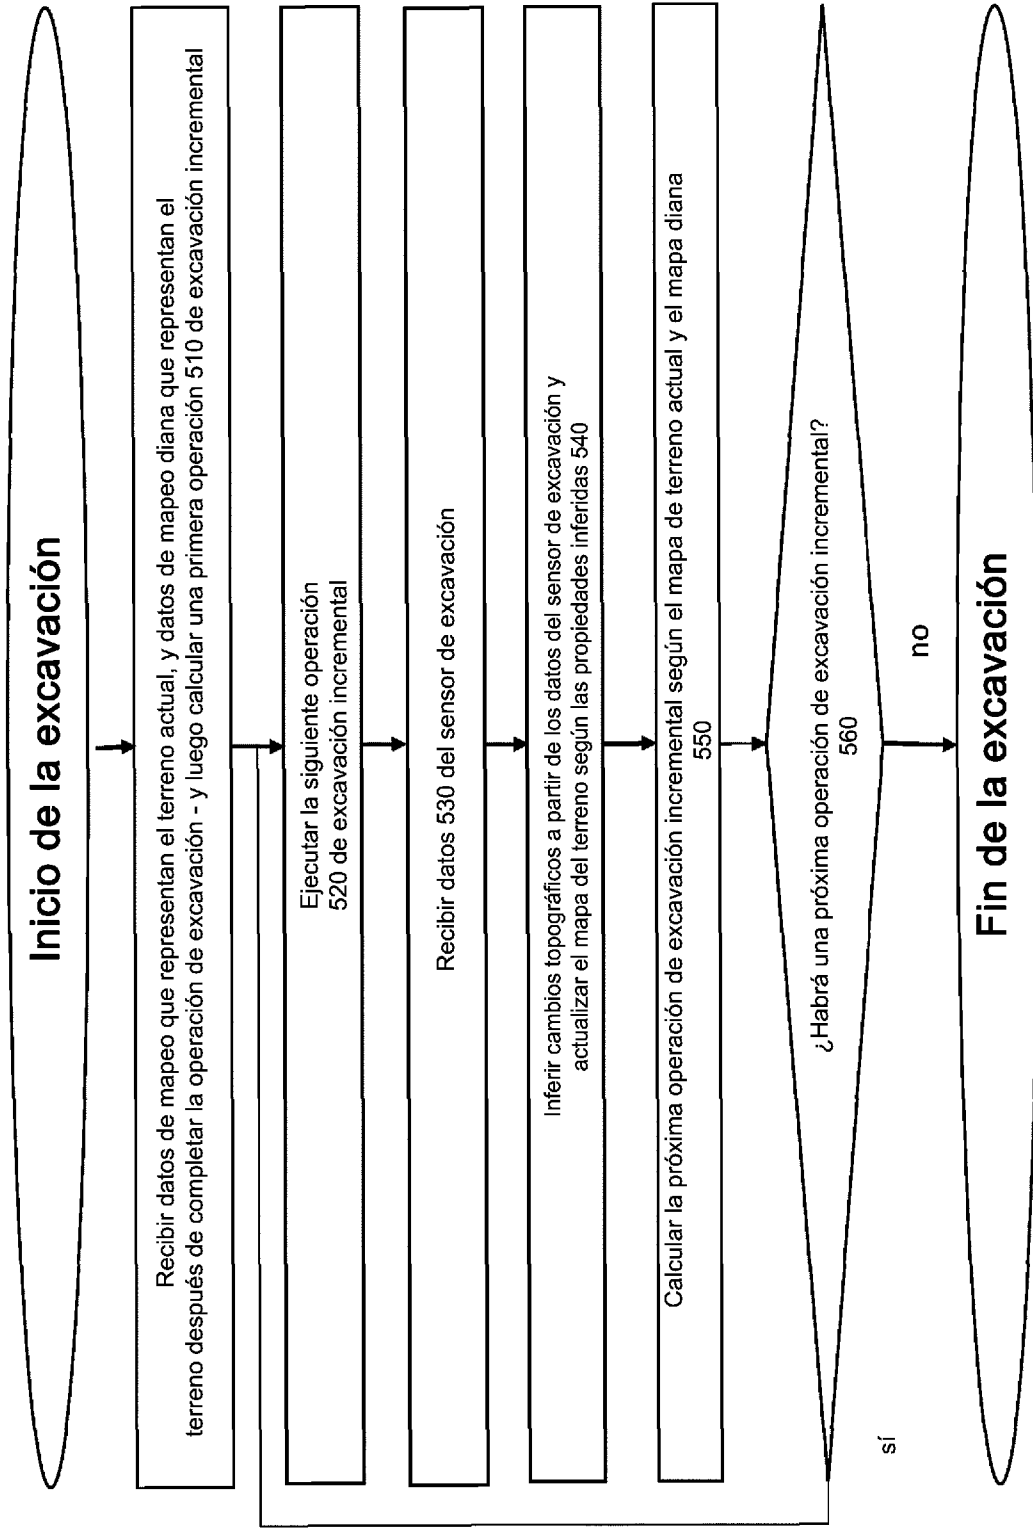 Inicio de la excavación
Recibir datos de mapeo que representan el terreno actual, y datos de mapeo diana que representan el
terreno después de completar la operación de excavación - y luego calcular una primera operación 510 de excavación incremental
Ejecutar la siguiente operación
520 de excavación incremental
Recibir datos 530 del sensor de excavación
Inferir cambios topográficos a partir de los datos del sensor de excavación y
actualizar el mapa del terreno según las propiedades inferidas 540
Calcular la próxima operación de excavación incremental según el mapa de terreno actual y el mapa diana
550
¿Habrá una próxima operación de excavación incremental?
560
sí
no
Fin de la excavación